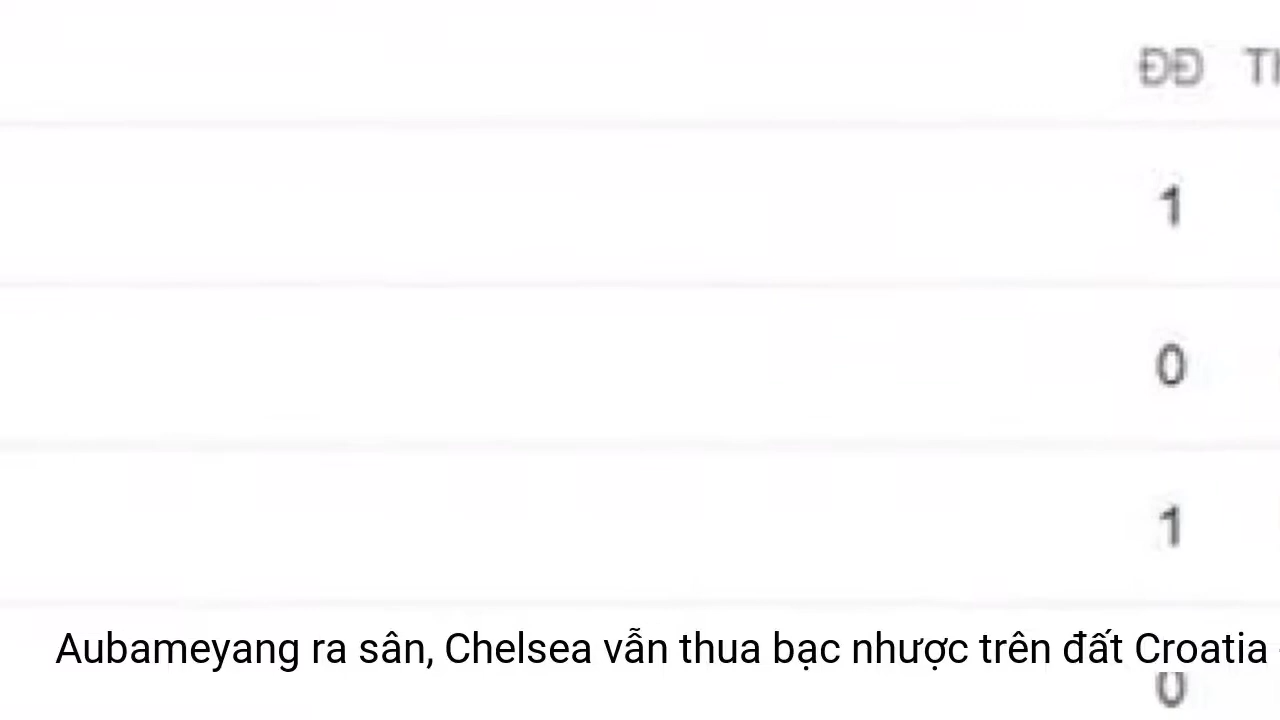 ĐĐ
1
0
1
Aubameyang ra sân, Chelsea vẫn thua bạc nhược trên đất Croatia
0